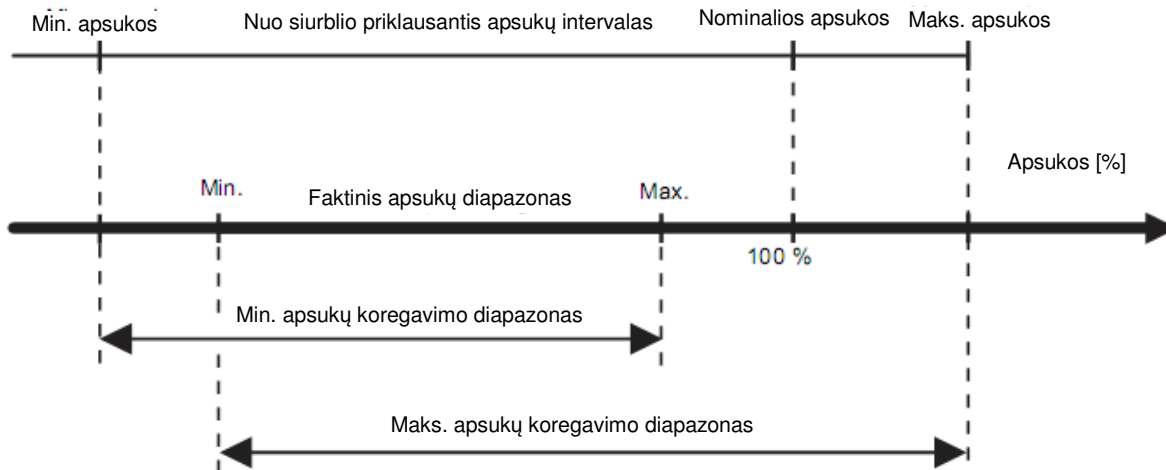 Min. apsukos
Nuo siurblio priklausantis apsukų intervalas
Nominalios apsukos
Maks. apsukos
Apsukos [%]
Min.
Faktinis apsukų diapazonas
Max.
100 %
Min. apsukų koregavimo diapazonas
Maks. apsukų koregavimo diapazonas